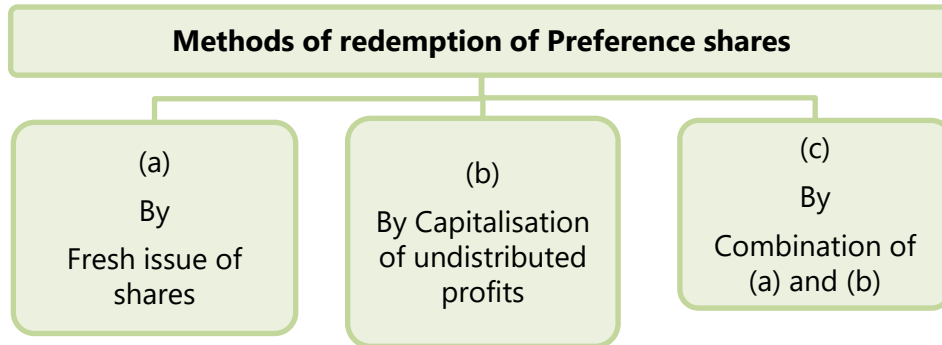 Methods of redemption of Preference shares
(a)
By
Fresh issue of
shares
(b)
By Capitalisation
of undistributed
profits
(c)
By
Combination of
(a) and (b)